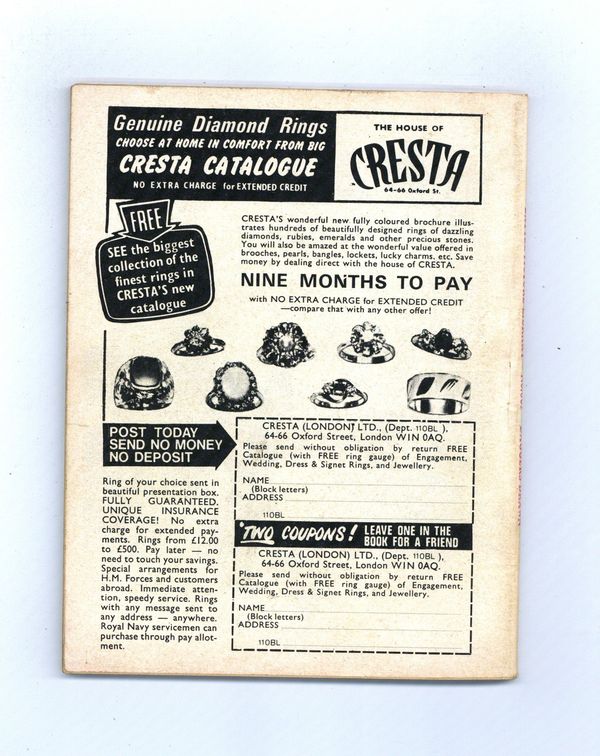 Genuine Diamond Rings
CHOOSE AT HOME IN COMFORT FROM BIG
CRESTA CATALOGUE
NO EXTRA CHARGE for EXTENDED CREDIT
THE HOUSE OF
CRESTA
64-66 Oxford St.
FREE
SEE the biggest
collection of the
finest rings in
CRESTA'S new
catalogue
CRESTA'S wonderful new fully coloured brochure illus-
trates hundreds of beautifully designed rings of dazzling
diamonds, rubies, emeralds and other precious stones.
You will also be amazed at the wonderful value offered in
brooches, pearls, bangles, lockets, lucky charms. etc. Save
money by dealing direct with the house of CRESTA.
NINE MONTHS TO PAY
with NO EXTRA CHARGE for EXTENDED CREDIT
—compare that with any other offer!
POST TODAY
SEND NO MONEY
NO DEPOSIT
Ring of your choice sent in
beautiful presentation box.
FULLY GUARANTEED.
UNIQUE INSURANCE
COVERAGE! No extra
charge for extended pay-
ments. Rings from £12.00
to £500. Pay later — no
need to touch your savings.
Special arrangements for
H.M. Forces and customers
abroad. Immediate atten-
tion, speedy service. Rings
with any message sent to
any address — anywhere.
Royal Navy servicemen can
purchase through pay allot-
ment.
CRESTA (LONDON) LTD., (Dept. 110BL ),
64-66 Oxford Street, London WIN 0AQ.
Please send without obligation by return FREE
Catalogue (with FREE ring gauge) of Engagement,
Wedding, Dress & Signet Rings, and Jewellery.
NAME
(Block letters)
ADDRESS
110BL
TWO COUPONS! LEAVE ONE IN THE
BOOK FOR A FRIEND
CRESTA (LONDON) LTD., (Dept. 110BL ),
64-66 Oxford Street, London WIN 0AQ.
Please send without obligation by return FREE
Catalogue (with FREE ring gauge) of Engagement,
Wedding, Dress & Signet Rings, and Jewellery.
NAME
(Block letters)
ADDRESS
110BL